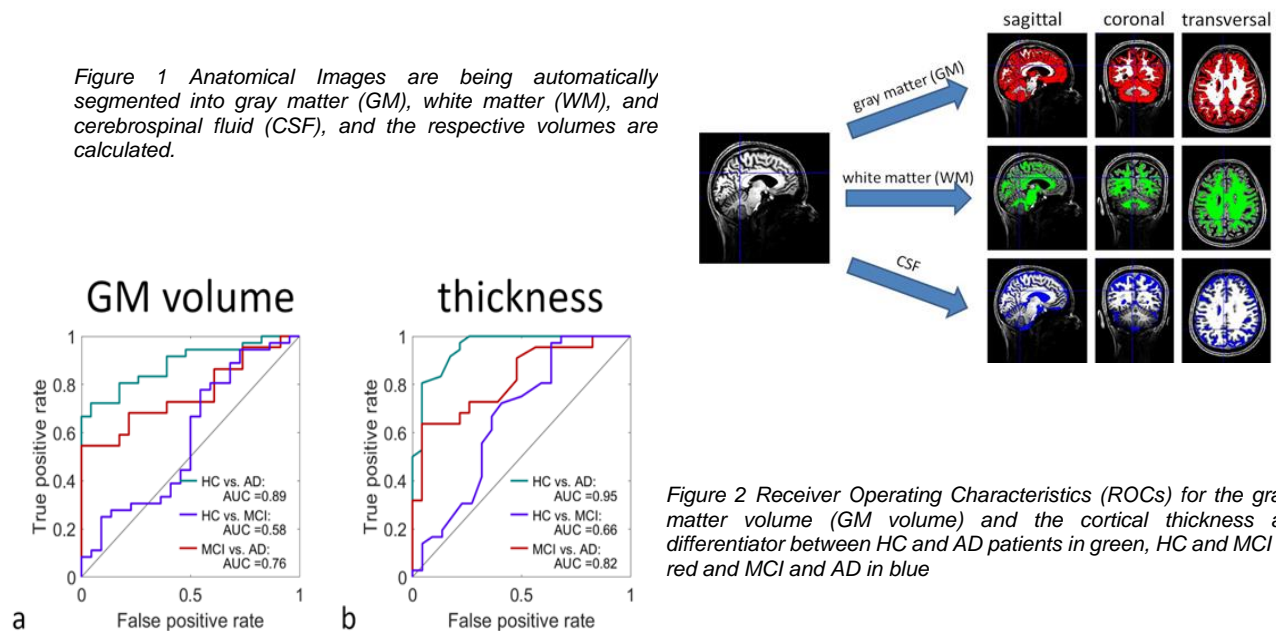 Figure 1 Anatomical Images are being automatically
segmented into gray matter (GM), white matter (WM), and
cerebrospinal fluid (CSF), and the respective volumes are
calculated.
sagittal coronal transversal
gray matter (GM)
white matter (WM)
CSF
GM volume
1
0.8
0.6
0.4
0.2
0
0 0.5 1
True positive rate
False positive rate
HC vs. AD:
AUC =0.89
HC vs. MCI:
AUC =0.58
MCI vs. AD:
AUC =0.76
a
thickness
1
0.8
0.6
0.4
0.2
0
0 0.5 1
True positive rate
False positive rate
HC vs. AD:
AUC =0.95
HC vs. MCI:
AUC =0.66
MCI vs. AD:
AUC =0.82
b
Figure 2 Receiver Operating Characteristics (ROCs) for the
matter volume (GM volume) and the cortical thickness
differentiator between HC and AD patients in green, HC and MCI
red and MCI and AD in blue